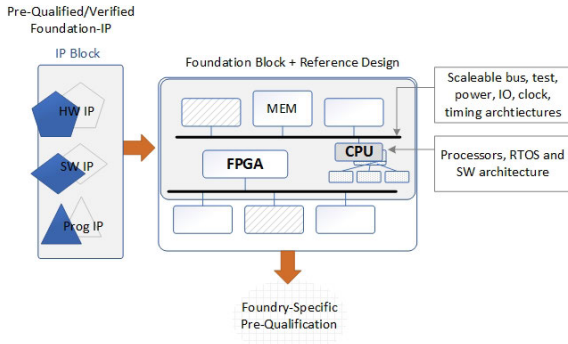 Pre-Qualified/Verified
Foundation-IP
IP Block
HW IP
SW IP
Prog IP
Foundation Block + Reference Design
MEM
FPGA
CPU
Scaleable bus, test,
power, IO, clock,
timing archtiectures
Processors, RTOS and
SW architecture
Foundry-Specific
Pre-Qualification